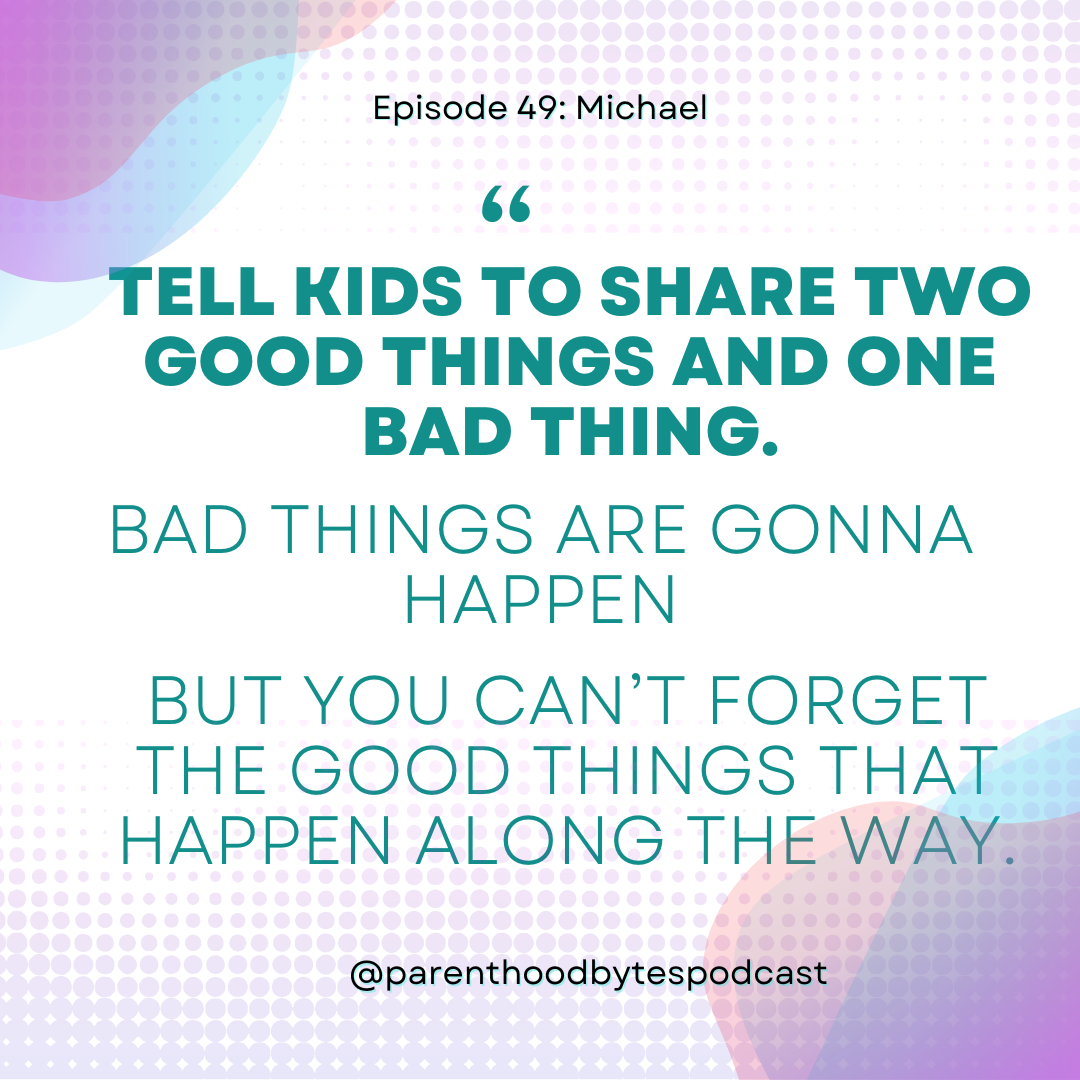 Episode 49: Michael
“
TELL KIDS TO SHARE TWO
GOOD THINGS AND ONE
BAD THING.
BAD THINGS ARE GONNA
HAPPEN
BUT YOU CAN’T FORGET
THE GOOD THINGS THAT
HAPPEN ALONG THE WAY.
@parenthoodbytespodcast